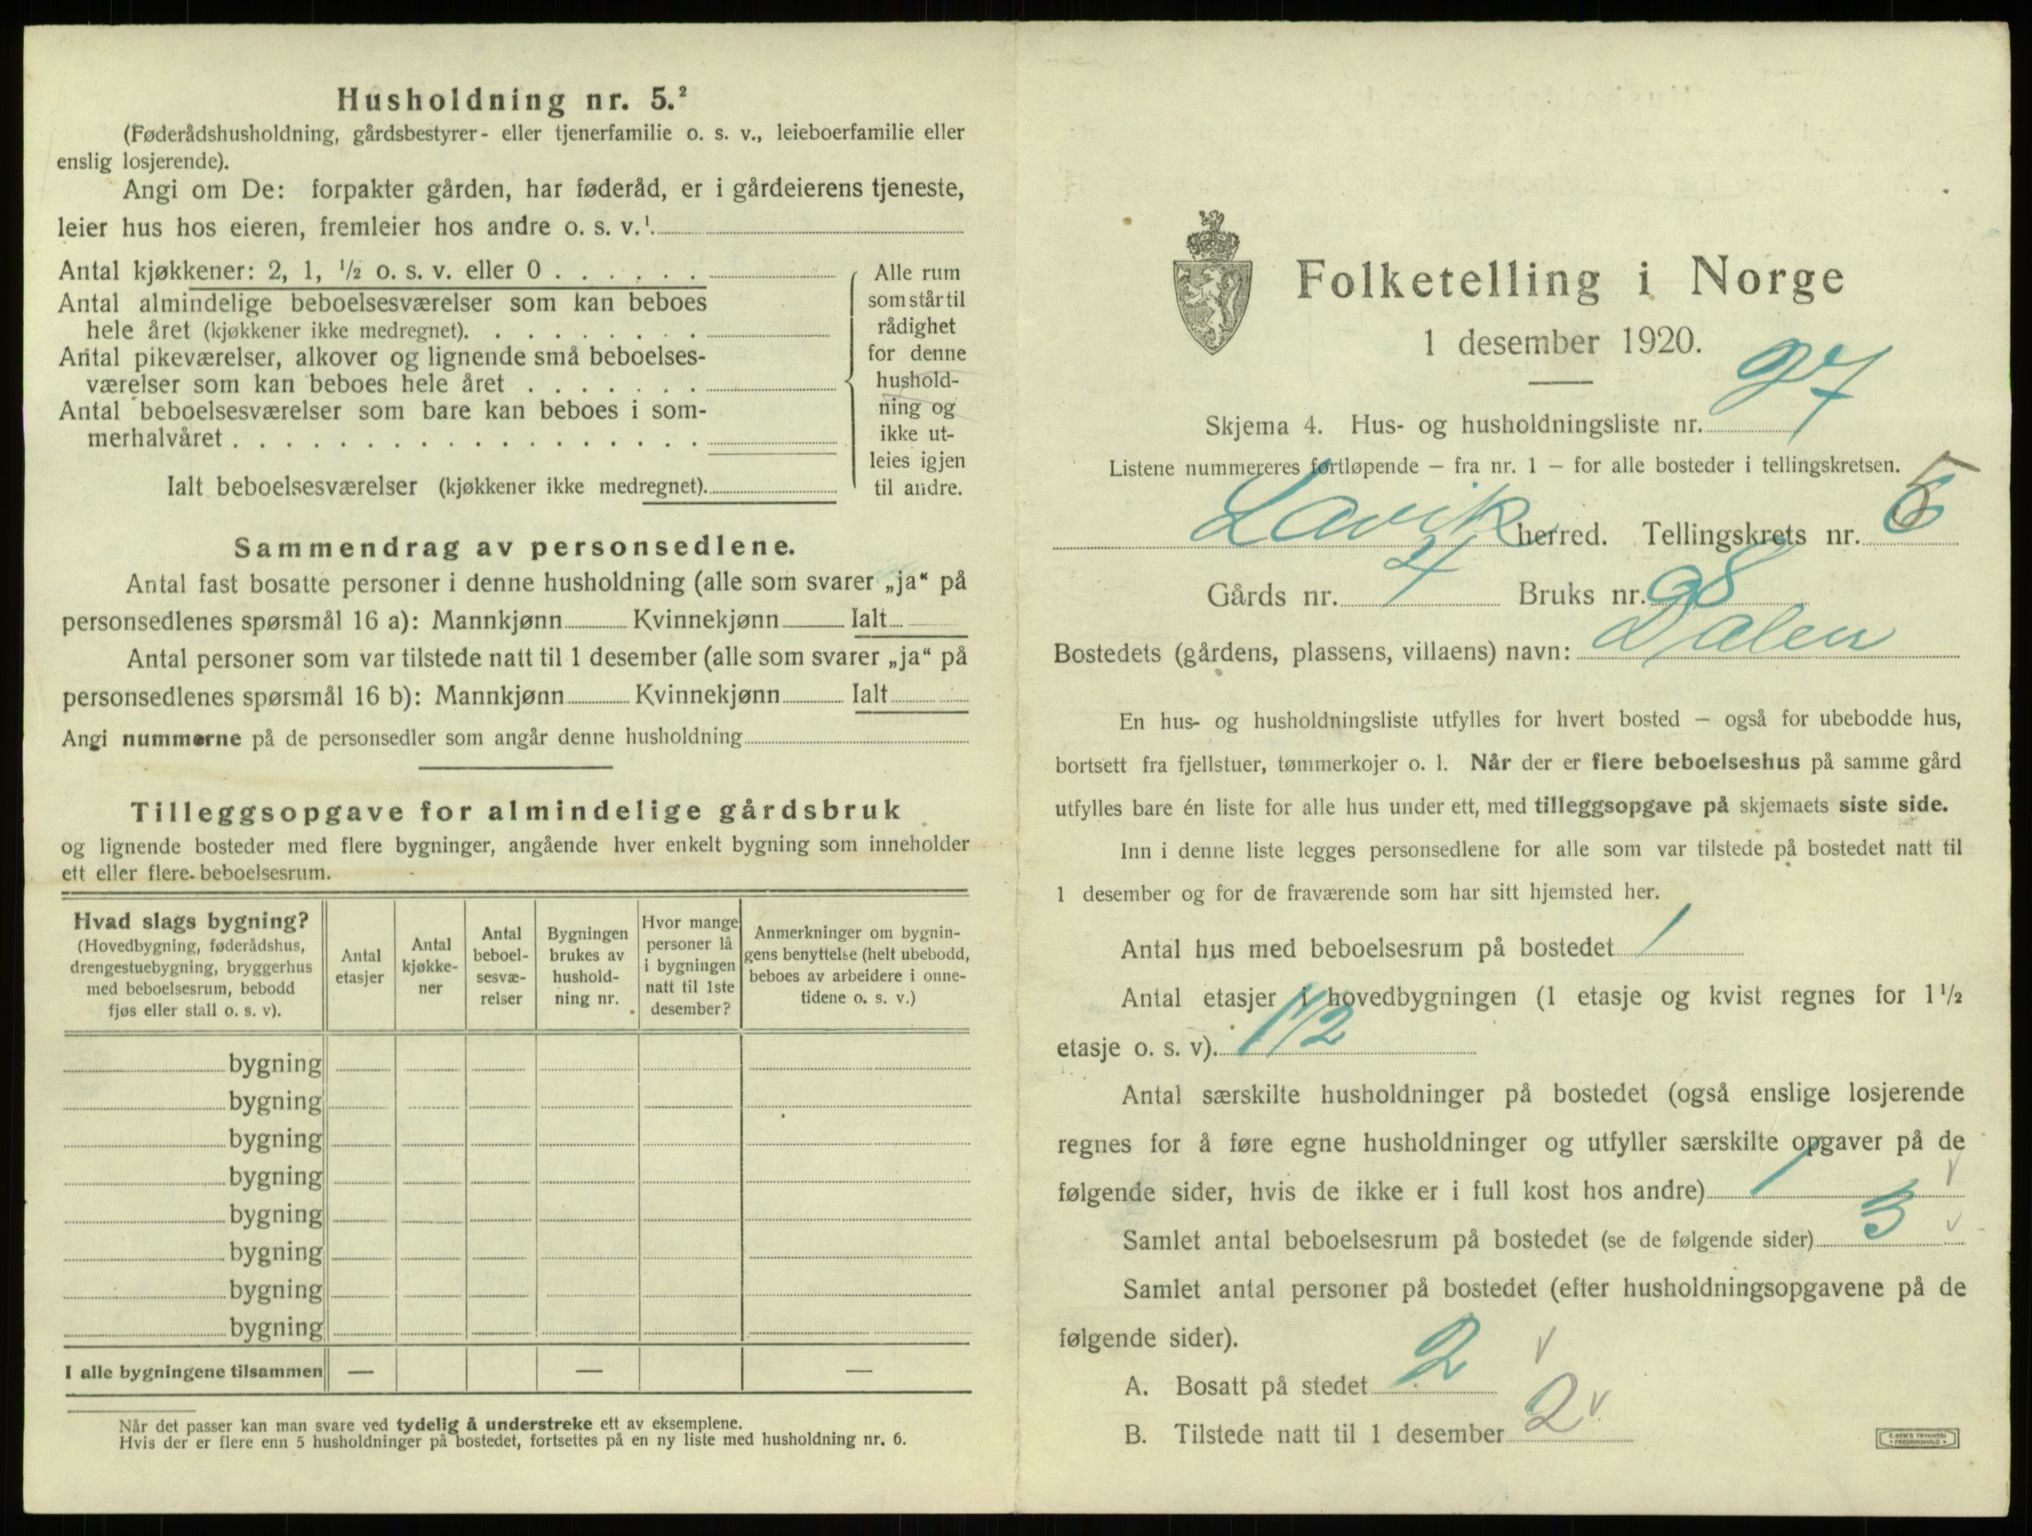 Husholdning nr. 5.²
(Føderådshusholdning, gårdsbestyrer- eller tjenerfamilie o. s. v., leieboerfamilie eller
enslig losjerende).
Angi om De: forpakter gården, har føderåd, er i gårdeierens tjeneste,
leier hus hos eieren, fremleier hos andre o. s. v.¹
Antal kjøkkener: 2, 1, ½ o. s. v. eller 0 . . . . . .
Antal almindelige beboelsesværelser som kan beboes
hele året (kjøkkener ikke medregnet). . . . . . . . .
Antal pikeværelser, alkover og lignende små beboelses-
værelser som kan beboes hele året . . . . . . .
Antal beboelsesværelser som bare kan beboes i som-
merhalvåret . . . . . . . . . . . . . . . . . .
Ialt beboelsesværelser (kjøkkener ikke medregnet).
Alle rum
som står til
rådighet
for denne
hushold-
ning og
ikke ut-
leies igjen
til andre.
Sammendrag av personsedlene.
Antal fast bosatte personer i denne husholdning (alle som svarer „ja“ på
personsedlenes spørsmål 16 a): Mannkjønn Kvinnekjønn Ialt
Antal personer som var tilstede natt til 1 desember (alle som svarer „ja“ på
personsedlenes spørsmål 16 b): Mannkjønn Kvinnekjønn Ialt
Angi nummerne på de personsedler som angår denne husholdning
Tilleggsopgave for almindelige gårdsbruk
og lignende bosteder med flere bygninger, angående hver enkelt bygning som inneholder
ett eller flere beboelsesrum.
Hvad slags bygning?
(Hovedbygning, føderådshus,
drengestuebygning, bryggerhus
med beboelsesrum, bebodd
fjøs eller stall o. s. v).
Antal
etasjer
Antal
kjøkke-
ner
Antal
beboel-
sesvæ-
relser
Bygningen
brukes av
hushold-
ning nr.
Hvor mange
personer lå
i bygningen
natt til 1ste
desember?
Anmerkninger om bygnin-
gens benyttelse (helt ubebodd,
beboes av arbeidere i onne-
tidene o. s. v.)
bygning
bygning
bygning
bygning
bygning
bygning
bygning
bygning
I alle bygningene tilsammen — — —
Når det passer kan man svare ved tydelig å understreke ett av eksemplene.
Hvis der er flere enn 5 husholdninger på bostedet, fortsettes på en ny liste med husholdning nr. 6.
Folketelling i Norge
1 desember 1920.
Skjema 4. Hus- og husholdningsliste nr. 97
Listene nummereres fortløpende — fra nr. 1 — for alle bosteder i tellingskretsen.
Lavik herred. Tellingskrets nr. 5
Gårds nr. 4 Bruks nr. 98
Bostedets (gårdens, plassens, villaens) navn: Dalen
En hus- og husholdningsliste utfylles for hvert bosted — også for ubebodde hus,
bortsett fra fjellstuer, tømmerkojer o. l. Når der er flere beboelseshus på samme gård
utfylles bare én liste for alle hus under ett, med tilleggsopgave på skjemaets siste side.
Inn i denne liste legges personsedlene for alle som var tilstede på bostedet natt til
1 desember og for de fraværende som har sitt hjemsted her.
Antal hus med beboelsesrum på bostedet 1
Antal etasjer i hovedbygningen (1 etasje og kvist regnes for 1½
etasje o. s. v). 1 1/2
Antal særskilte husholdninger på bostedet (også enslige losjerende
regnes for å føre egne husholdninger og utfyller særskilte opgaver på de
følgende sider, hvis de ikke er i full kost hos andre) 1 v
Samlet antal beboelsesrum på bostedet (se de følgende sider) 3 v
Samlet antal personer på bostedet (efter husholdningsopgavene på de
følgende sider).
A. Bosatt på stedet 2 v
B. Tilstede natt til 1 desember 2 v